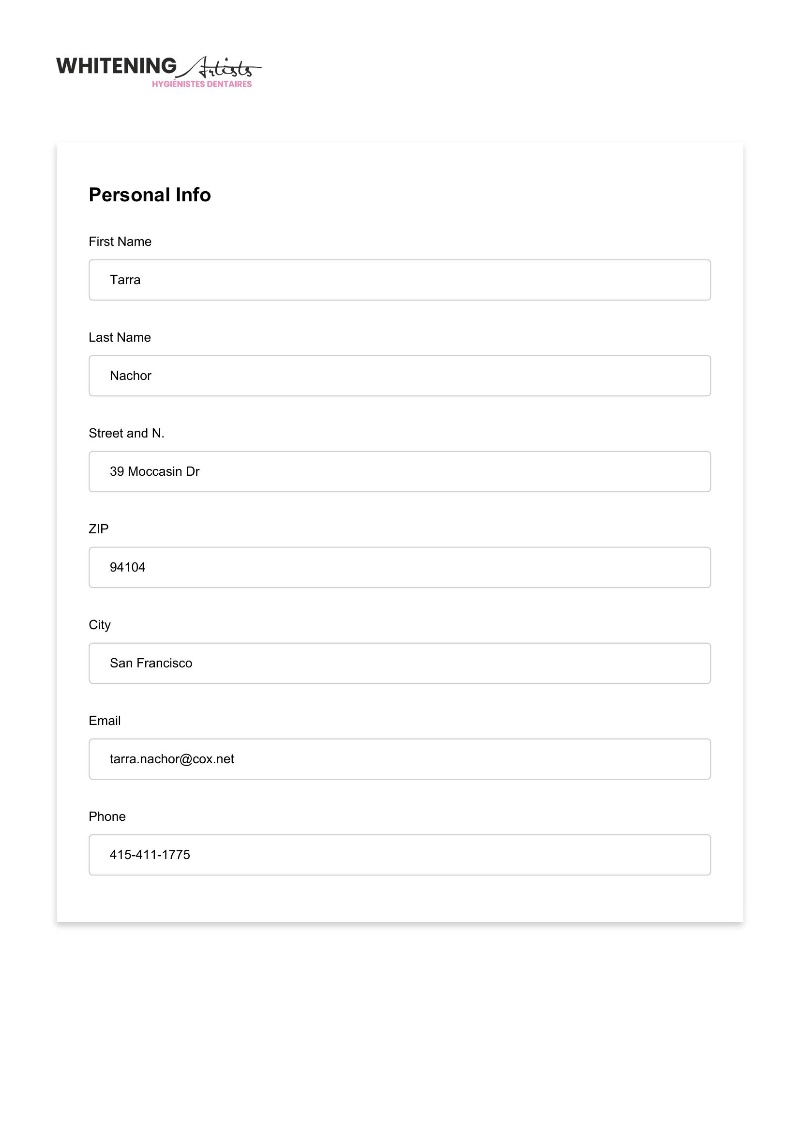 WHITENING Artists
HYGIÉNISTES DENTAIRES
Personal Info
First Name
Tarra
Last Name
Nachor
Street and N.
39 Moccasin Dr
ZIP
94104
City
San Francisco
Email
tarra.nachor@cox.net
Phone
415-411-1775